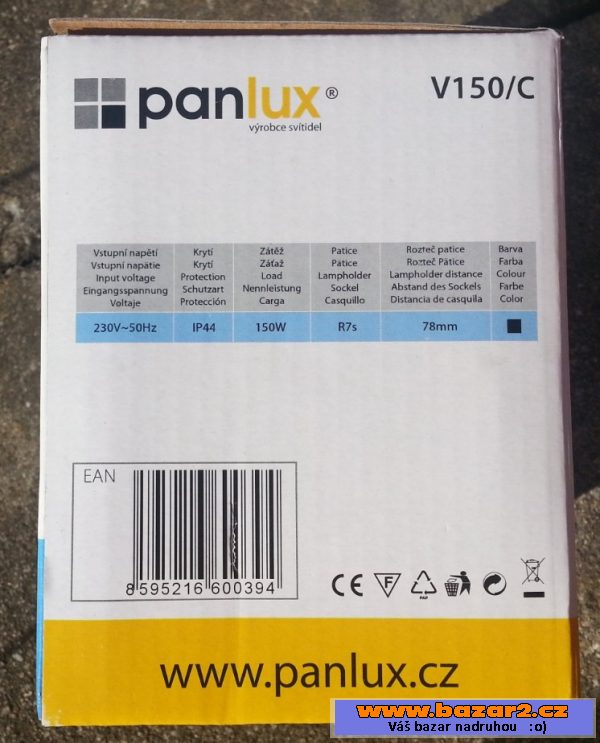 panlux®
výrobce svítidel
V150/C
Vstupní napětí
Vstupní napätie
Input voltage
Eingangsspannung
Voltaje
Krytí
Krytí
Protection
Schutzart
Protección
Zátěž
Záťaž
Load
Nennleistung
Carga
Patice
Pätice
Lampholder
Sockel
Casquillo
Rozteč patice
Rozteč Pätice
Lampholder distance
Abstand des Sockels
Distancia de casquila
Barva
Farba
Colour
Farbe
Color
230V~50Hz IP44 150W R7s 78mm
EAN
8 595216 600394
CE F PAP
www.panlux.cz
www.bazar2.cz
Váš bazar nadruhou :o)